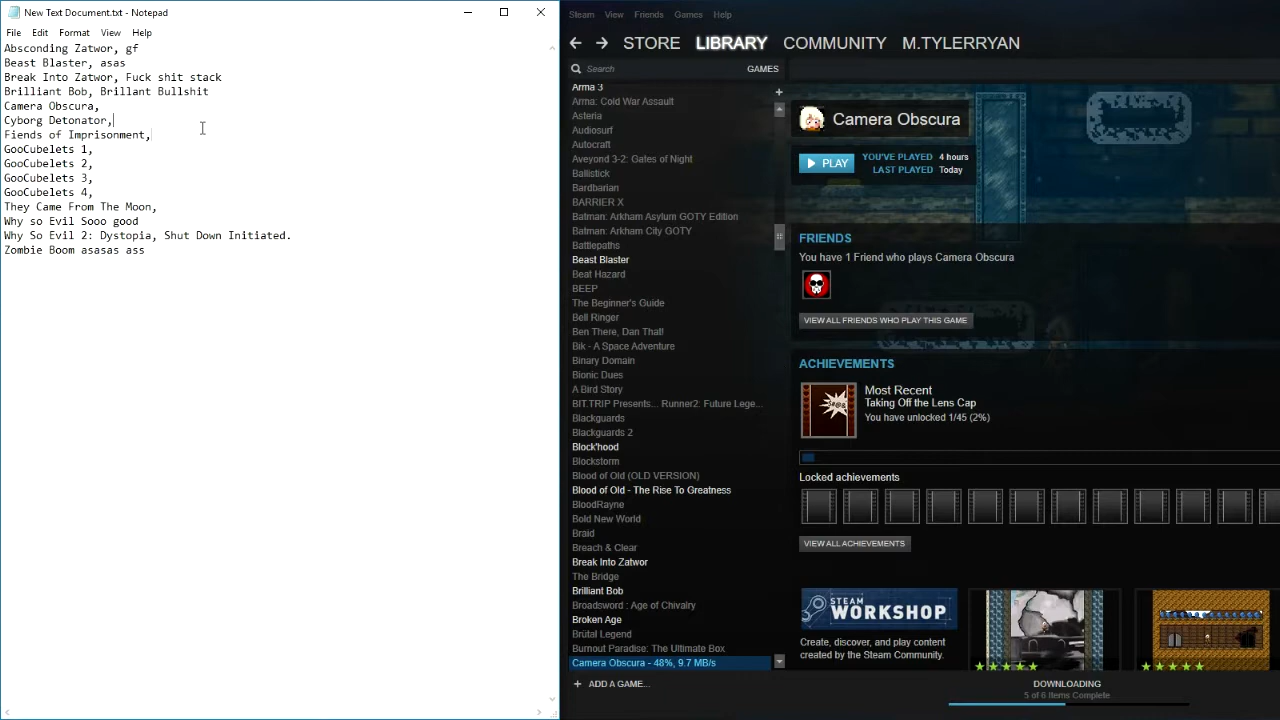 New Text Document.txt - Notepad
File Edit Format View Help
Absconding Zatwor, gf
Beast Blaster, asas
Break Into Zatwor, Fuck shit stack
Brilliant Bob, Brillant Bullshit
Camera Obscura,
Cyborg Detonator,
Fiends of Imprisonment,
GooCubelets 1,
GooCubelets 2,
GooCubelets 3,
GooCubelets 4,
They Came From The Moon,
Why so Evil Sooo good
Why So Evil 2: Dystopia, Shut Down Initiated.
Zombie Boom asasas ass
Steam View Friends Games Help
STORE LIBRARY COMMUNITY M.TYLERRYAN
Search GAMES
Arma 3
Arma: Cold War Assault
Asteria
Audiosurf
Autocraft
Aveyond 3-2: Gates of Night
Ballistick
Bardbarian
BARRIER X
Batman: Arkham Asylum GOTY Edition
Batman: Arkham City GOTY
Battlepaths
Beast Blaster
Beat Hazard
BEEP
The Beginner's Guide
Bell Ringer
Ben There, Dan That!
Bik - A Space Adventure
Binary Domain
Bionic Dues
A Bird Story
BIT.TRIP Presents... Runner2: Future Lege...
Blackguards
Blackguards 2
Block'hood
Blockstorm
Blood of Old (OLD VERSION)
Blood of Old - The Rise To Greatness
BloodRayne
Bold New World
Braid
Breach & Clear
Break Into Zatwor
The Bridge
Brilliant Bob
Broadsword : Age of Chivalry
Broken Age
Brütal Legend
Burnout Paradise: The Ultimate Box
Camera Obscura - 48%, 9.7 MB/s
+ ADD A GAME...
Camera Obscura
PLAY
YOU'VE PLAYED 4 hours
LAST PLAYED Today
FRIENDS
You have 1 Friend who plays Camera Obscura
VIEW ALL FRIENDS WHO PLAY THIS GAME
ACHIEVEMENTS
Most Recent
Taking Off the Lens Cap
You have unlocked 1/45 (2%)
Locked achievements
VIEW ALL ACHIEVEMENTS
STEAM WORKSHOP
Create, discover, and play content
created by the Steam Community.
DOWNLOADING
5 of 6 Items Complete